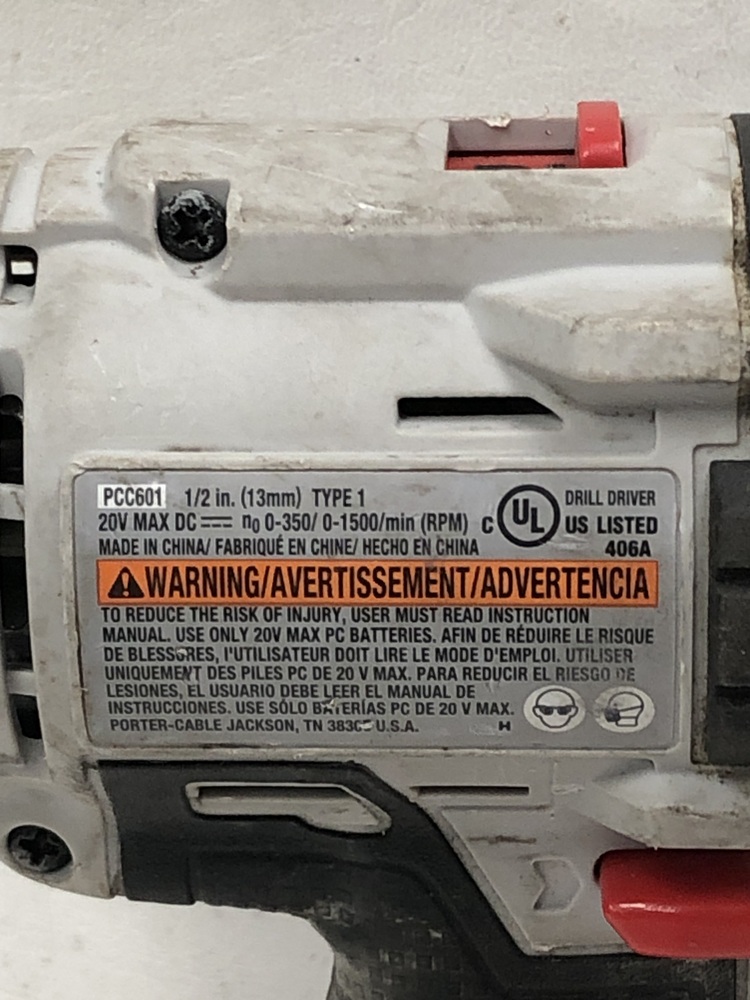 PCC601 1/2 in. (13mm) TYPE 1 DRILL DRIVER
20V MAX DC n0 0-350/ 0-1500/min (RPM) C UL US LISTED
MADE IN CHINA/ FABRIQUÉ EN CHINE/ HECHO EN CHINA 406A
WARNING/AVERTISSEMENT/ADVERTENCIA
TO REDUCE THE RISK OF INJURY, USER MUST READ INSTRUCTION
MANUAL. USE ONLY 20V MAX PC BATTERIES. AFIN DE RÉDUIRE LE RISQUE
DE BLESSURES, l'UTILISATEUR DOIT LIRE LE MODE D'EMPLOI. UTILISER
UNIQUEMENT DES PILES PC DE 20 V MAX. PARA REDUCIR EL RIESGO DE
LESIONES, EL USUARIO DEBE LEER EL MANUAL DE
INSTRUCCIONES. USE SÓLO BATERÍAS PC DE 20 V MAX.
PORTER-CABLE JACKSON, TN U.S.A. H